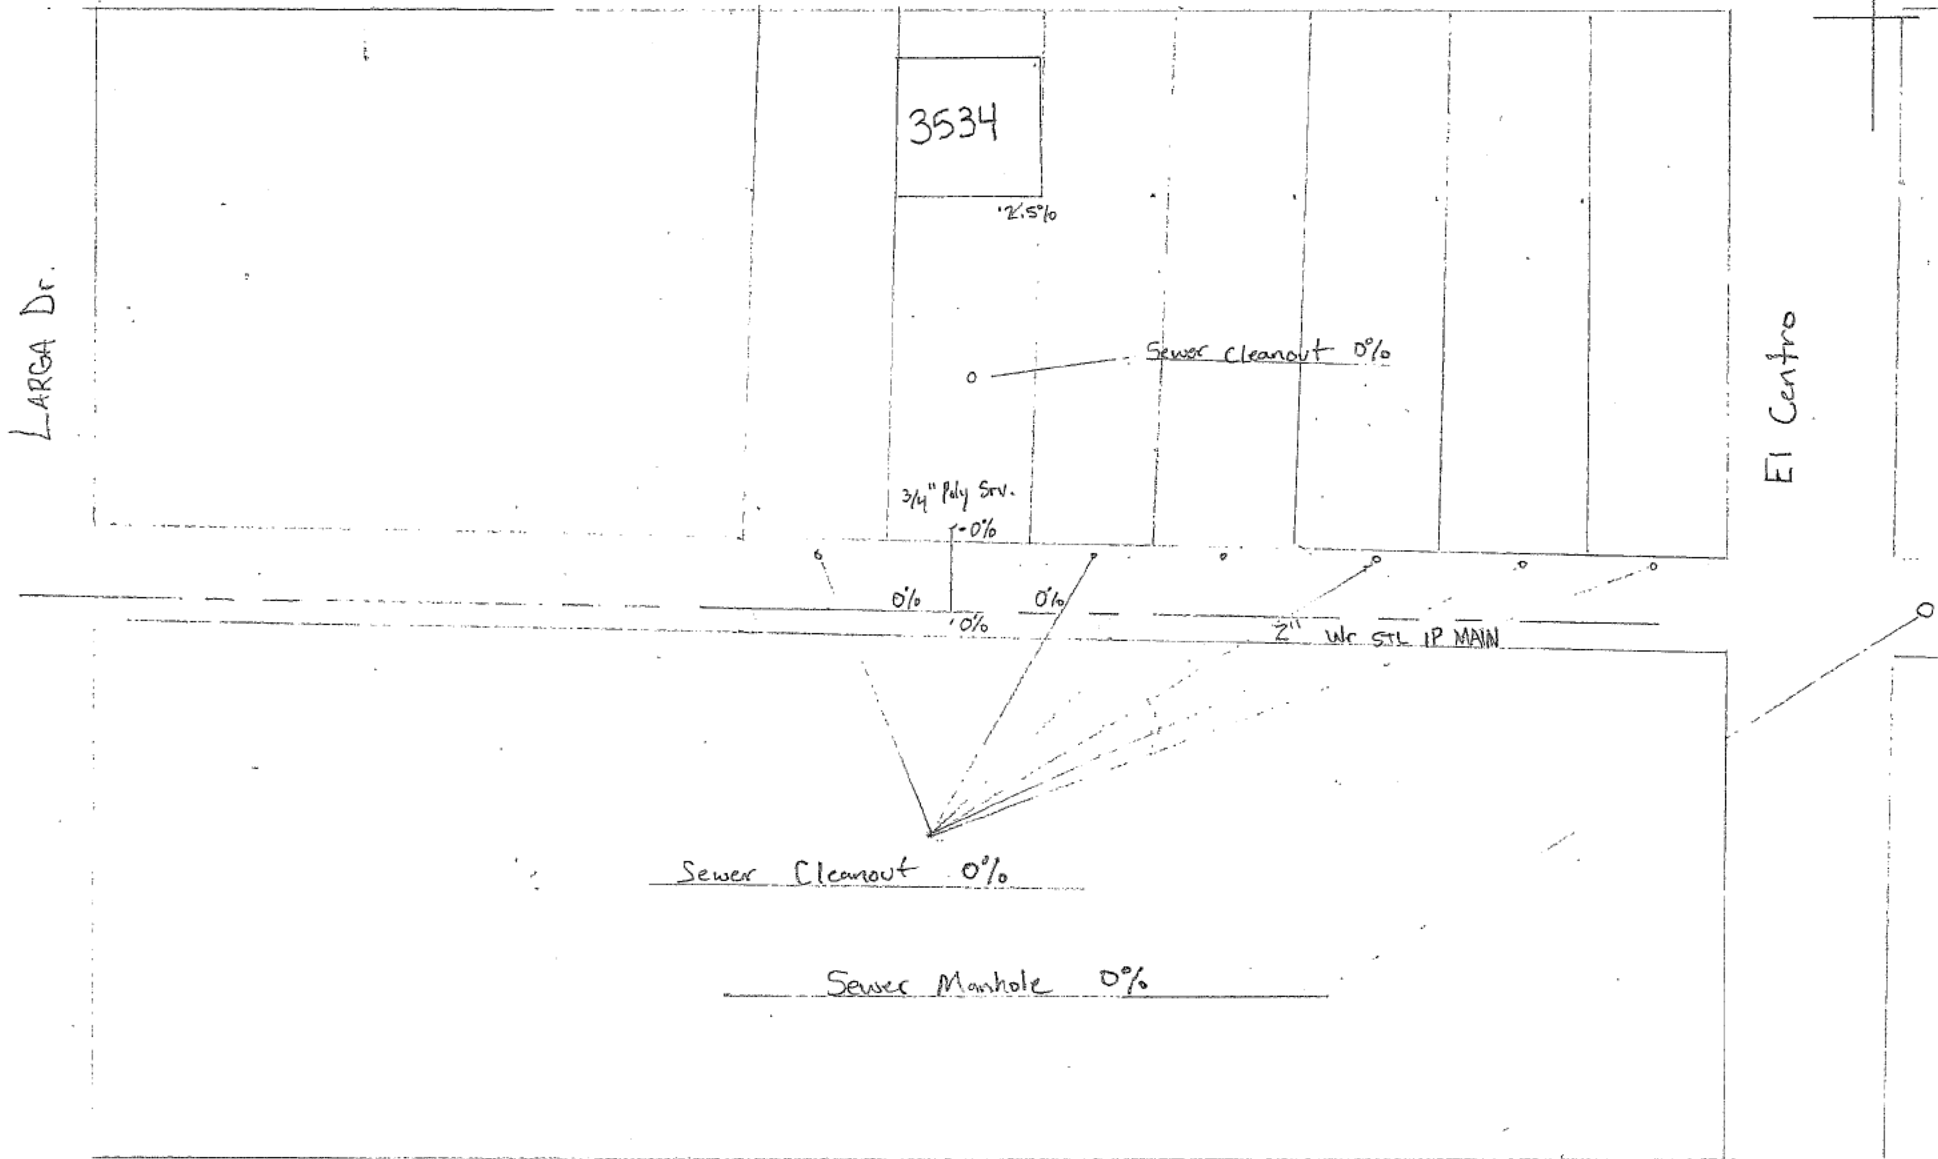 3534
2.5%
LARGA Dr.
El Centro
Sewer Cleanout 0%
3/4" Poly Srv.
0%
0%
0%
0%
2" Wr STL IP MAIN
Sewer Cleanout 0%
Sewer Manhole 0%